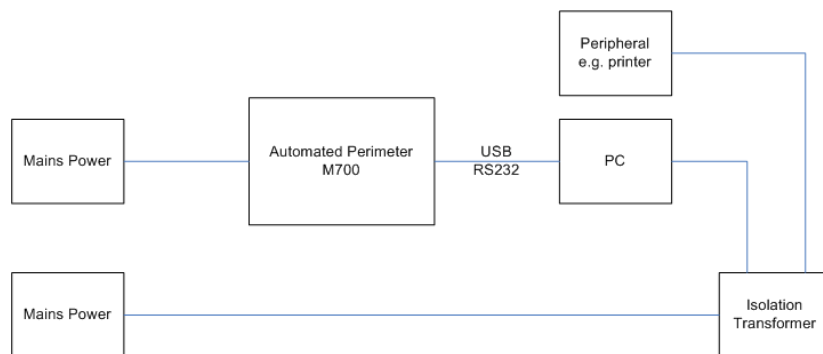 Peripheral
e.g. printer
Mains Power
Automated Perimeter
M700
USB
RS232
PC
Mains Power
Isolation
Transformer